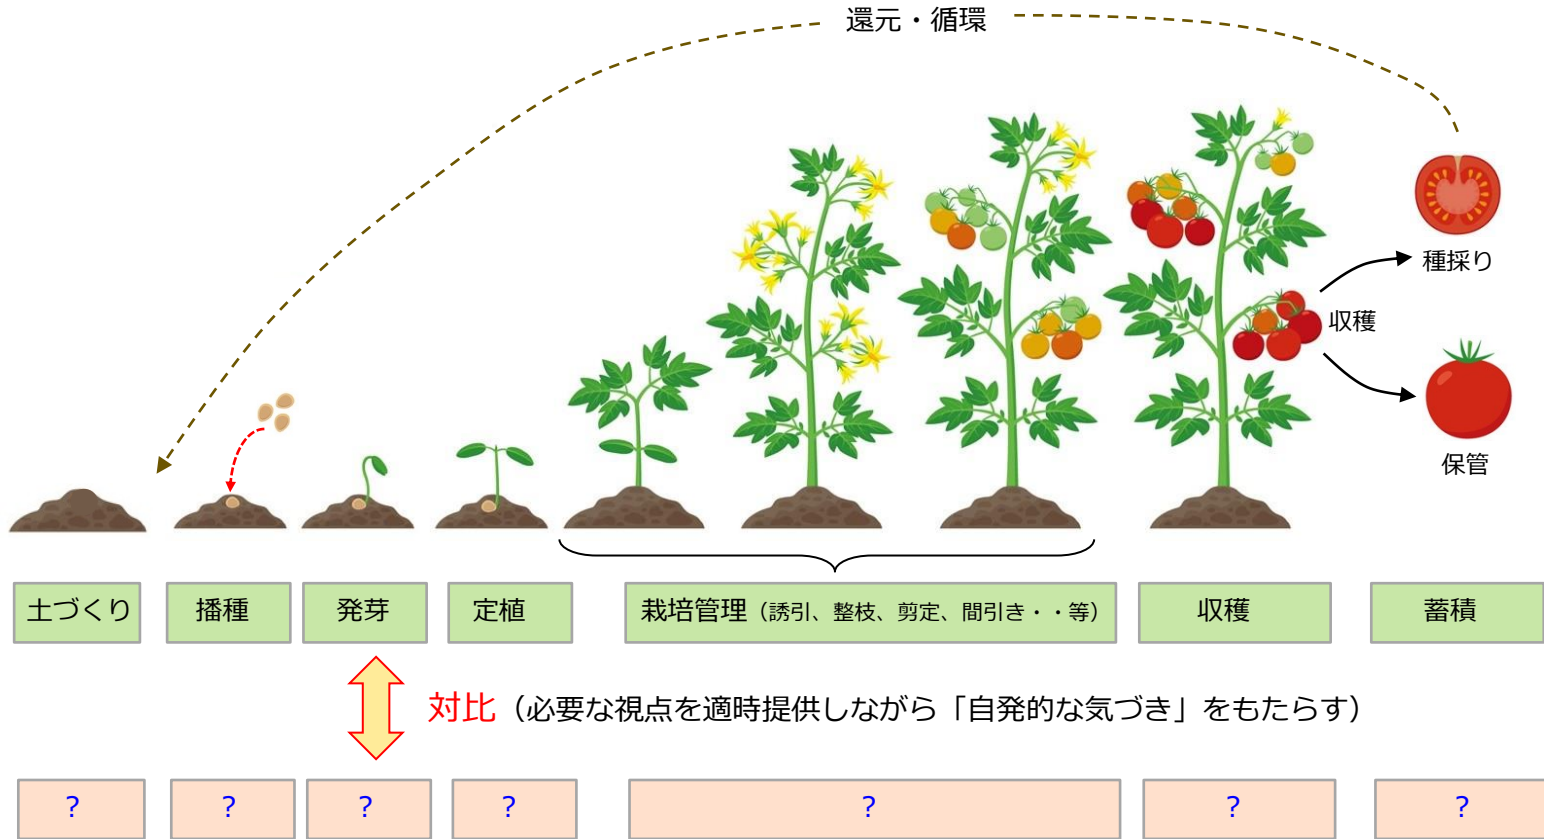 還元・循環
種採り
収穫
保管
土づくり
播種
発芽
定植
栽培管理（誘引、整枝、剪定、間引き・・等）
収穫
蓄積
対比（必要な視点を適時提供しながら「自発的な気づき」をもたらす）
？
？
？
？
？
？
？